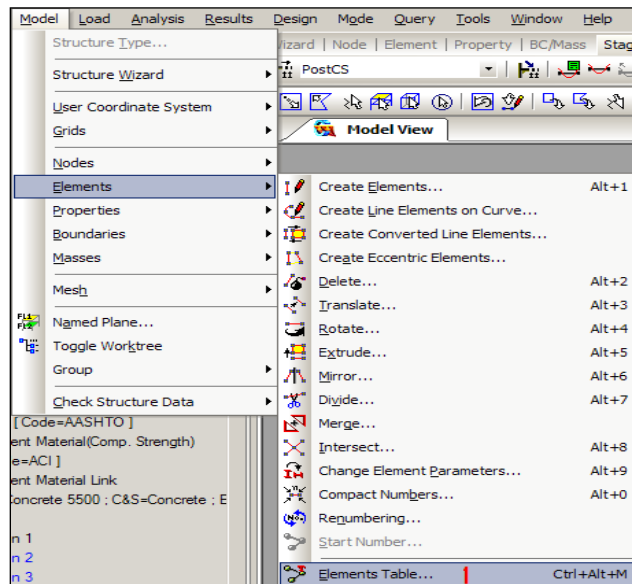 Model Load Analysis Results Design Mode Query Tools Window Help
Structure Type...
Structure Wizard
User Coordinate System
Grids
Nodes
Elements
Properties
Boundaries
Masses
Mesh
Named Plane...
Toggle Worktree
Group
Check Structure Data
Wizard | Node | Element | Property | BC/Mass Stag
PostCS
Model View
Create Elements... Alt+1
Create Line Elements on Curve...
Create Converted Line Elements...
Create Eccentric Elements...
Delete... Alt+2
Translate... Alt+3
Rotate... Alt+4
Extrude... Alt+5
Mirror... Alt+6
Divide... Alt+7
Merge...
Intersect... Alt+8
Change Element Parameters... Alt+9
Compact Numbers... Alt+0
Renumbering...
Start Number...
Elements Table... 1 Ctrl+Alt+M
[ Code=AASHTO ]
ent Material(Comp. Strength)
e=ACI ]
ent Material Link
Concrete 5500 ; C&S=Concrete ; E
n 1
n 2
n 3